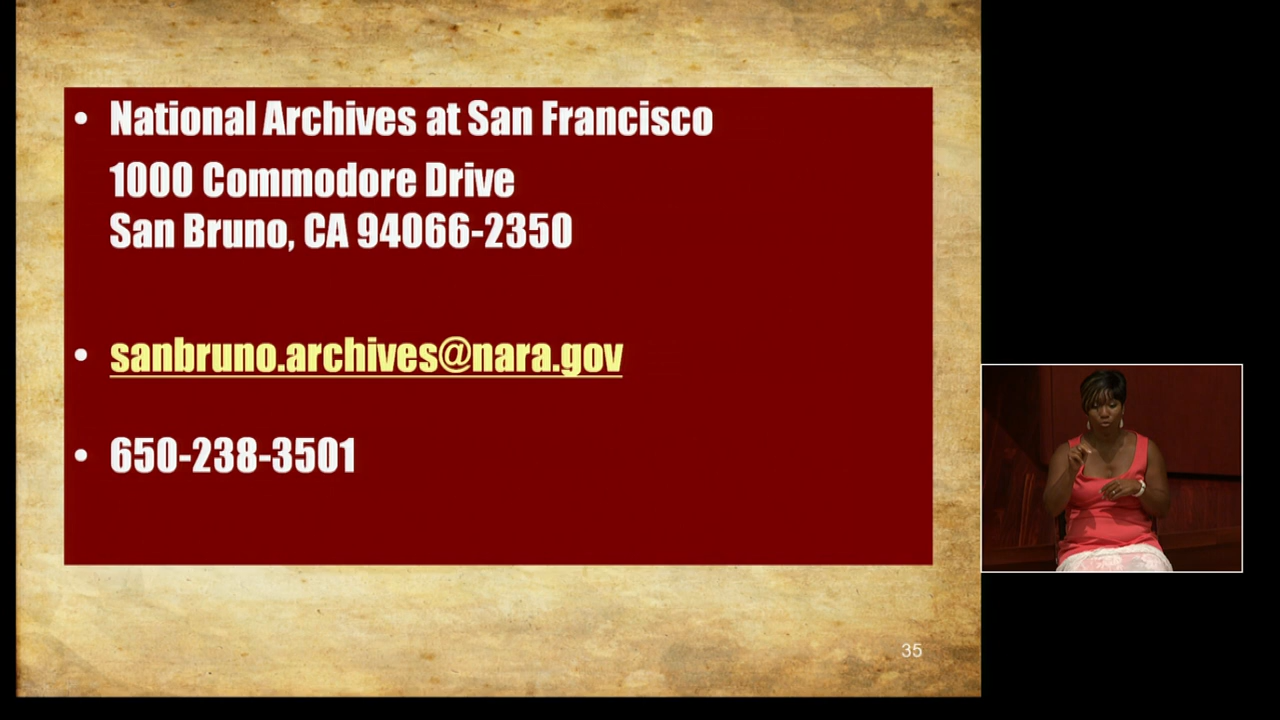 • National Archives at San Francisco
1000 Commodore Drive
San Bruno, CA 94066-2350
• sanbruno.archives@nara.gov
• 650-238-3501
35